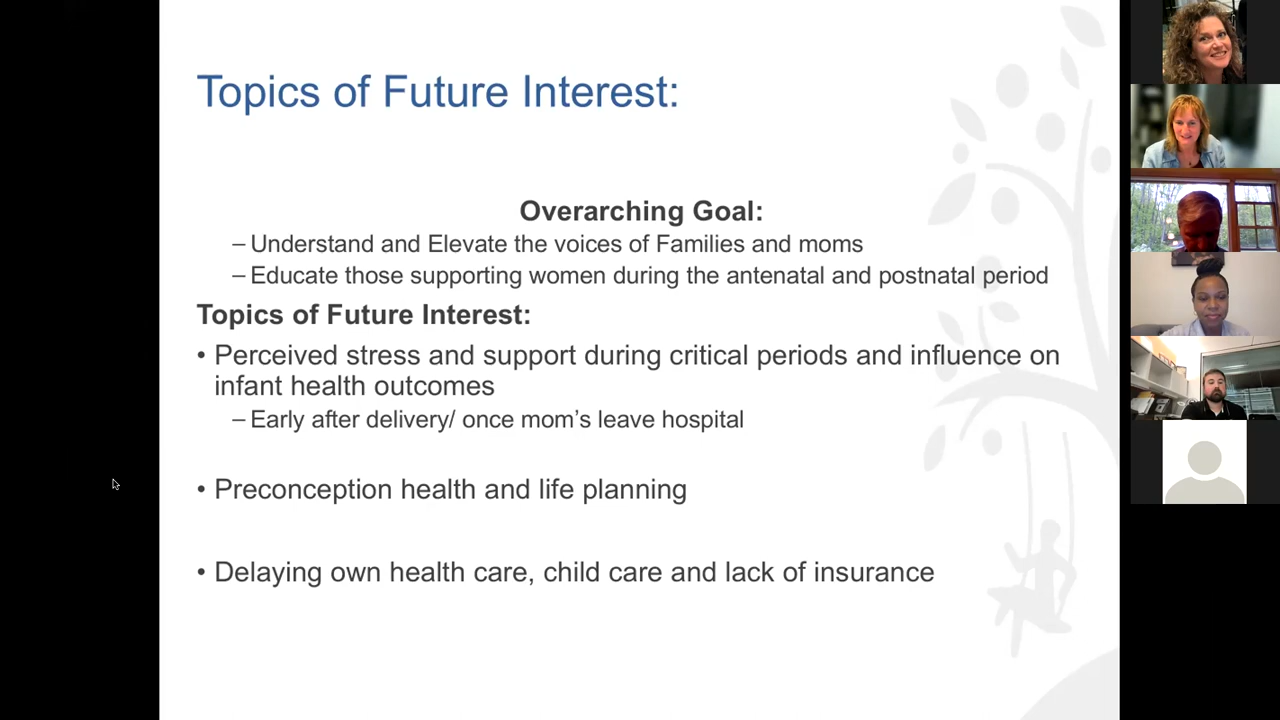 Topics of Future Interest:
Overarching Goal:
– Understand and Elevate the voices of Families and moms
– Educate those supporting women during the antenatal and postnatal period
Topics of Future Interest:
• Perceived stress and support during critical periods and influence on
infant health outcomes
– Early after delivery/ once mom’s leave hospital
• Preconception health and life planning
• Delaying own health care, child care and lack of insurance